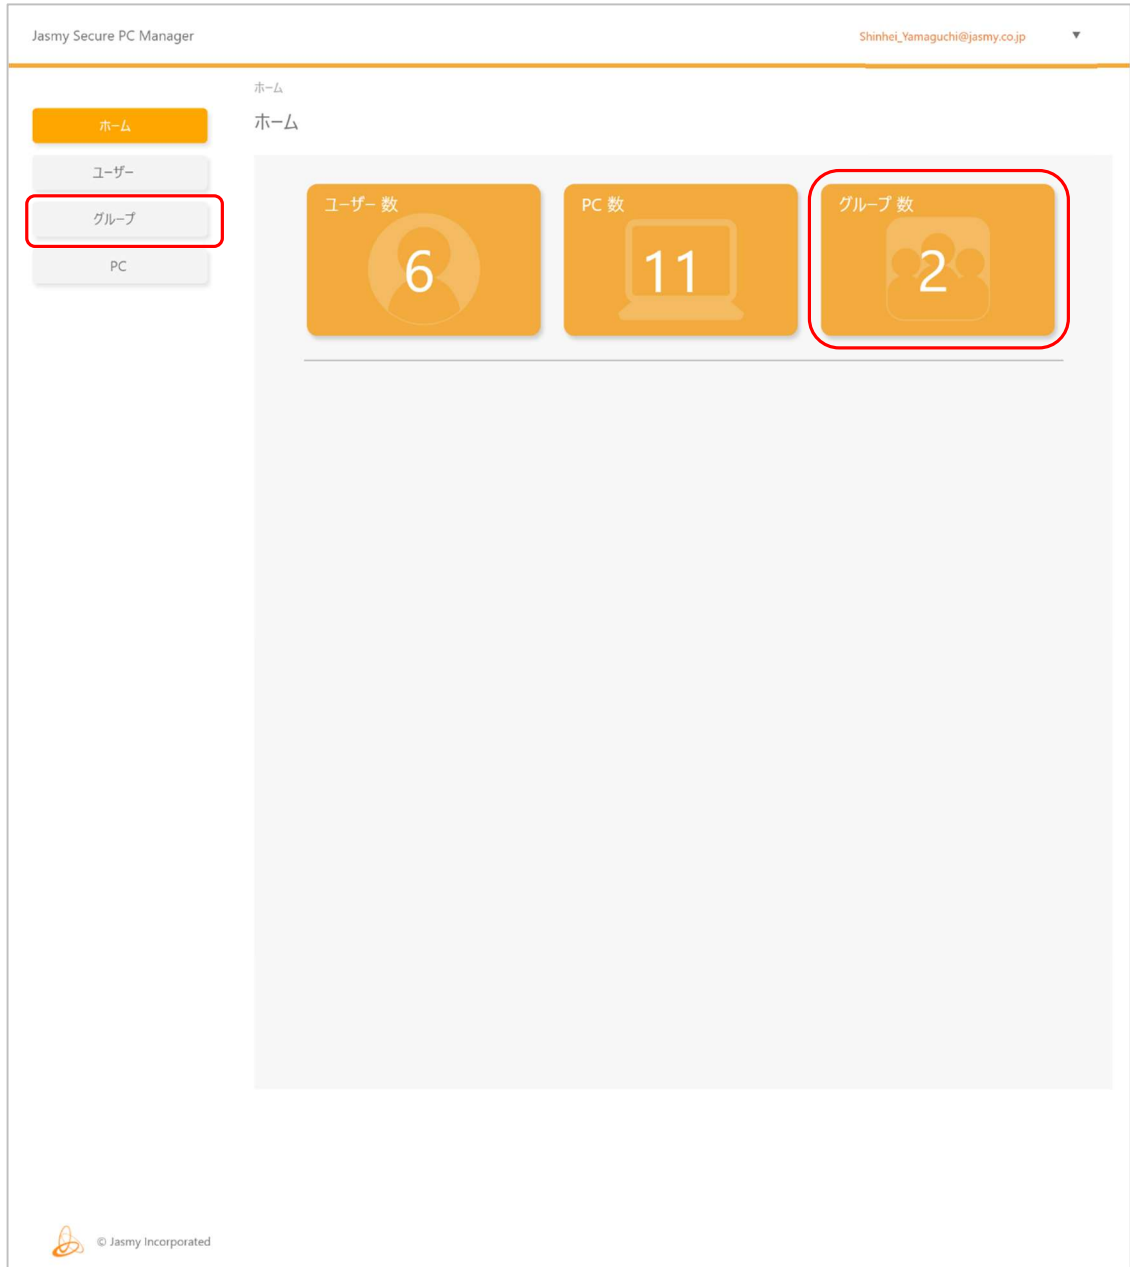 Jasmy Secure PC Manager
Shinhei_Yamaguchi@jasmy.co.jp ▼
ホーム
ホーム
ホーム
ユーザー
グループ
PC
ユーザー 数
6
PC 数
11
グループ 数
2
© Jasmy Incorporated